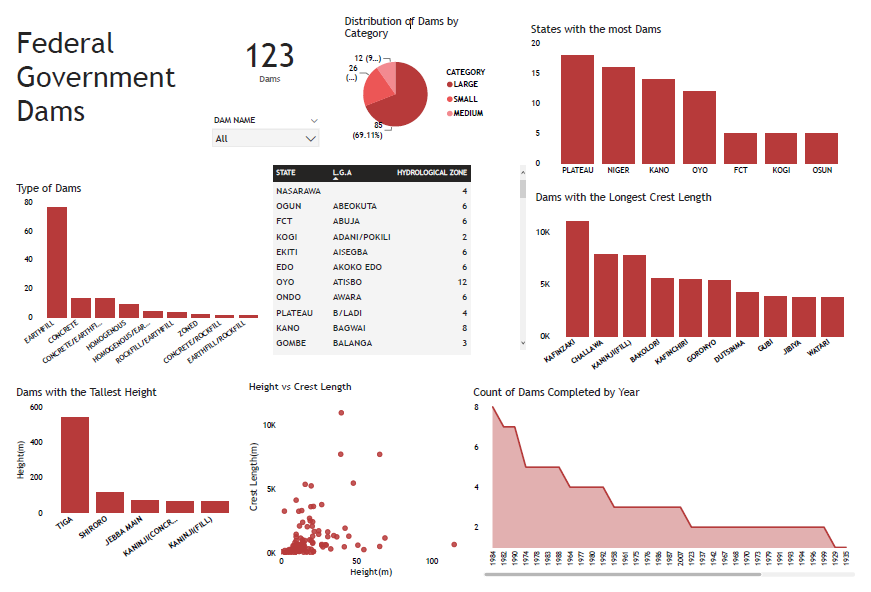 Federal
Government
Dams
123
Dams
DAM NAME
All
Distribution of Dams by
Category
12 (9...)
26
(...)
85
(69.11%)
CATEGORY
LARGE
SMALL
MEDIUM
States with the most Dams
20
15
10
5
0
PLATEAU NIGER KANO OYO FCT KOGI OSUN
Type of Dams
80
60
40
20
0
EARTHFILL
CONCRETE
CONCRETE/EARTHFI...
HOMOGENOUS
HOMOGENOUS/EAR...
ROCKFILL/EARTHFILL
ZONED
CONCRETE/ROCKFILL
EARTHFILL/ROCKFILL
STATE L.G.A HYDROLOGICAL ZONE
NASARAWA 4
OGUN ABEOKUTA 6
FCT ABUJA 6
KOGI ADANI/POKILI 2
EKITI AISEGBA 6
EDO AKOKO EDO 6
OYO ATISBO 12
ONDO AWARA 6
PLATEAU B/LADI 4
KANO BAGWAI 8
GOMBE BALANGA 3
Dams with the Longest Crest Length
10K
5K
0K
KAFINZAKI
CHALLAWA
KANINJI(FILL)
BAKOLORI
KAFINCHIRI
GORONYO
DUTSINMA
GUBI
JIBIYA
WATARI
Dams with the Tallest Height
Height(m)
600
400
200
0
TIGA
SHIRORO
JEBBA MAIN
KANINJI(CONCR...
KANINJI(FILL)
Height vs Crest Length
Crest Length(m)
10K
5K
0K
0 50 100
Height(m)
Count of Dams Completed by Year
8
6
4
2
1984 1982 1990 1974 1978 1983 1988 1964 1977 1980 1992 1958 1961 1975 1976 1986 1987 2007 1923 1937 1942 1967 1968 1970 1973 1979 1991 1993 1994 1996 1999 1929 1935